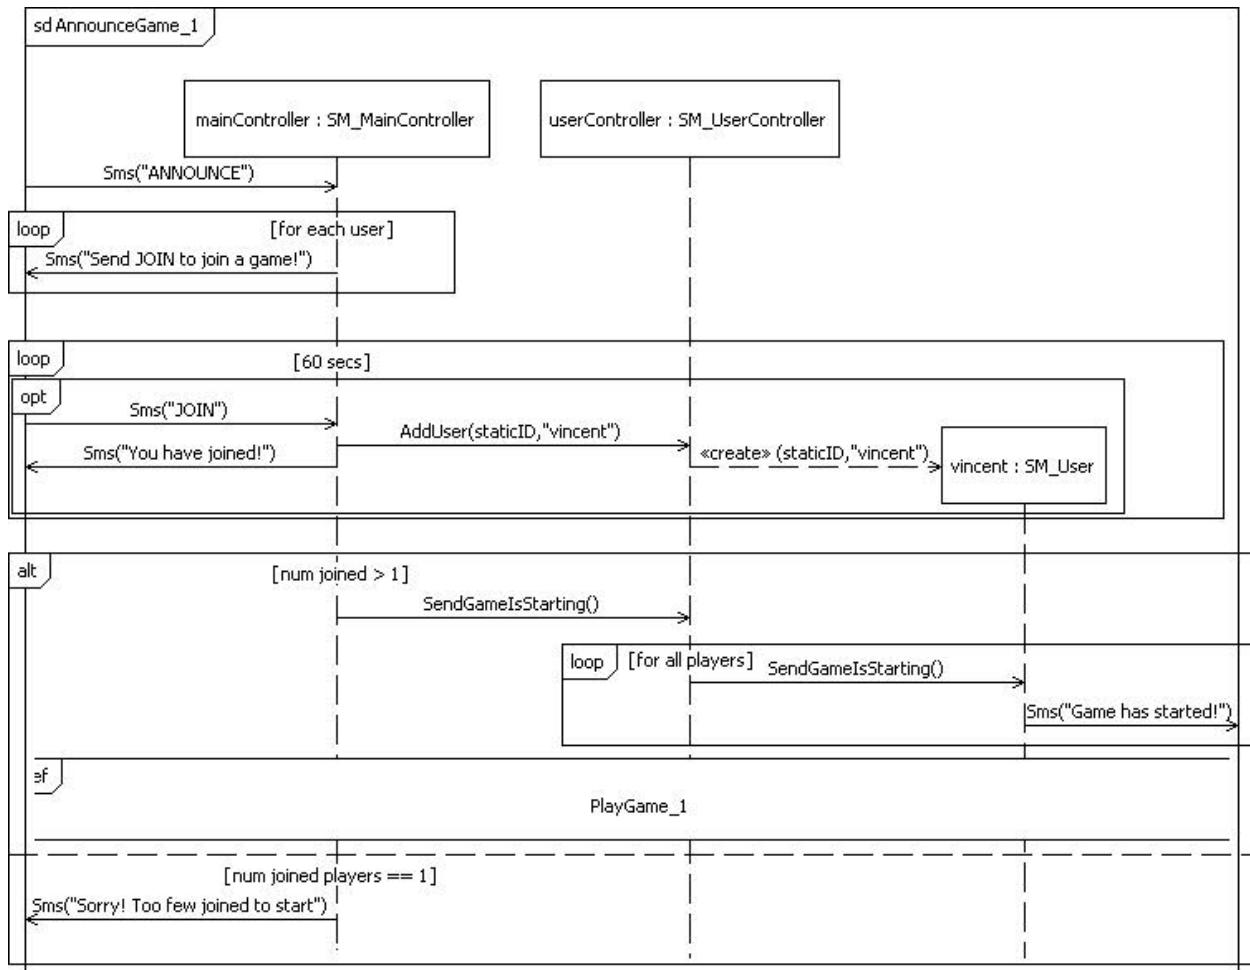 sd AnnounceGame_1
mainController : SM_MainController
userController : SM_UserController
Sms("ANNOUNCE")
loop
[for each user]
Sms("Send JOIN to join a game!")
loop
[60 secs]
opt
Sms("JOIN")
AddUser(staticID,"vincent")
Sms("You have joined!")
«create» (staticID,"vincent")
vincent : SM_User
alt
[num joined > 1]
SendGameIsStarting()
loop
[for all players]
SendGameIsStarting()
Sms("Game has started!")
ef
PlayGame_1
[num joined players == 1]
Sms("Sorry! Too few joined to start")